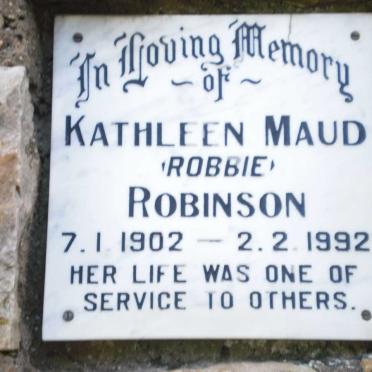 In Loving Memory
~ of ~
KATHLEEN MAUD
'ROBBIE'
ROBINSON
7.1.1902 — 2.2.1992
HER LIFE WAS ONE OF
SERVICE TO OTHERS.